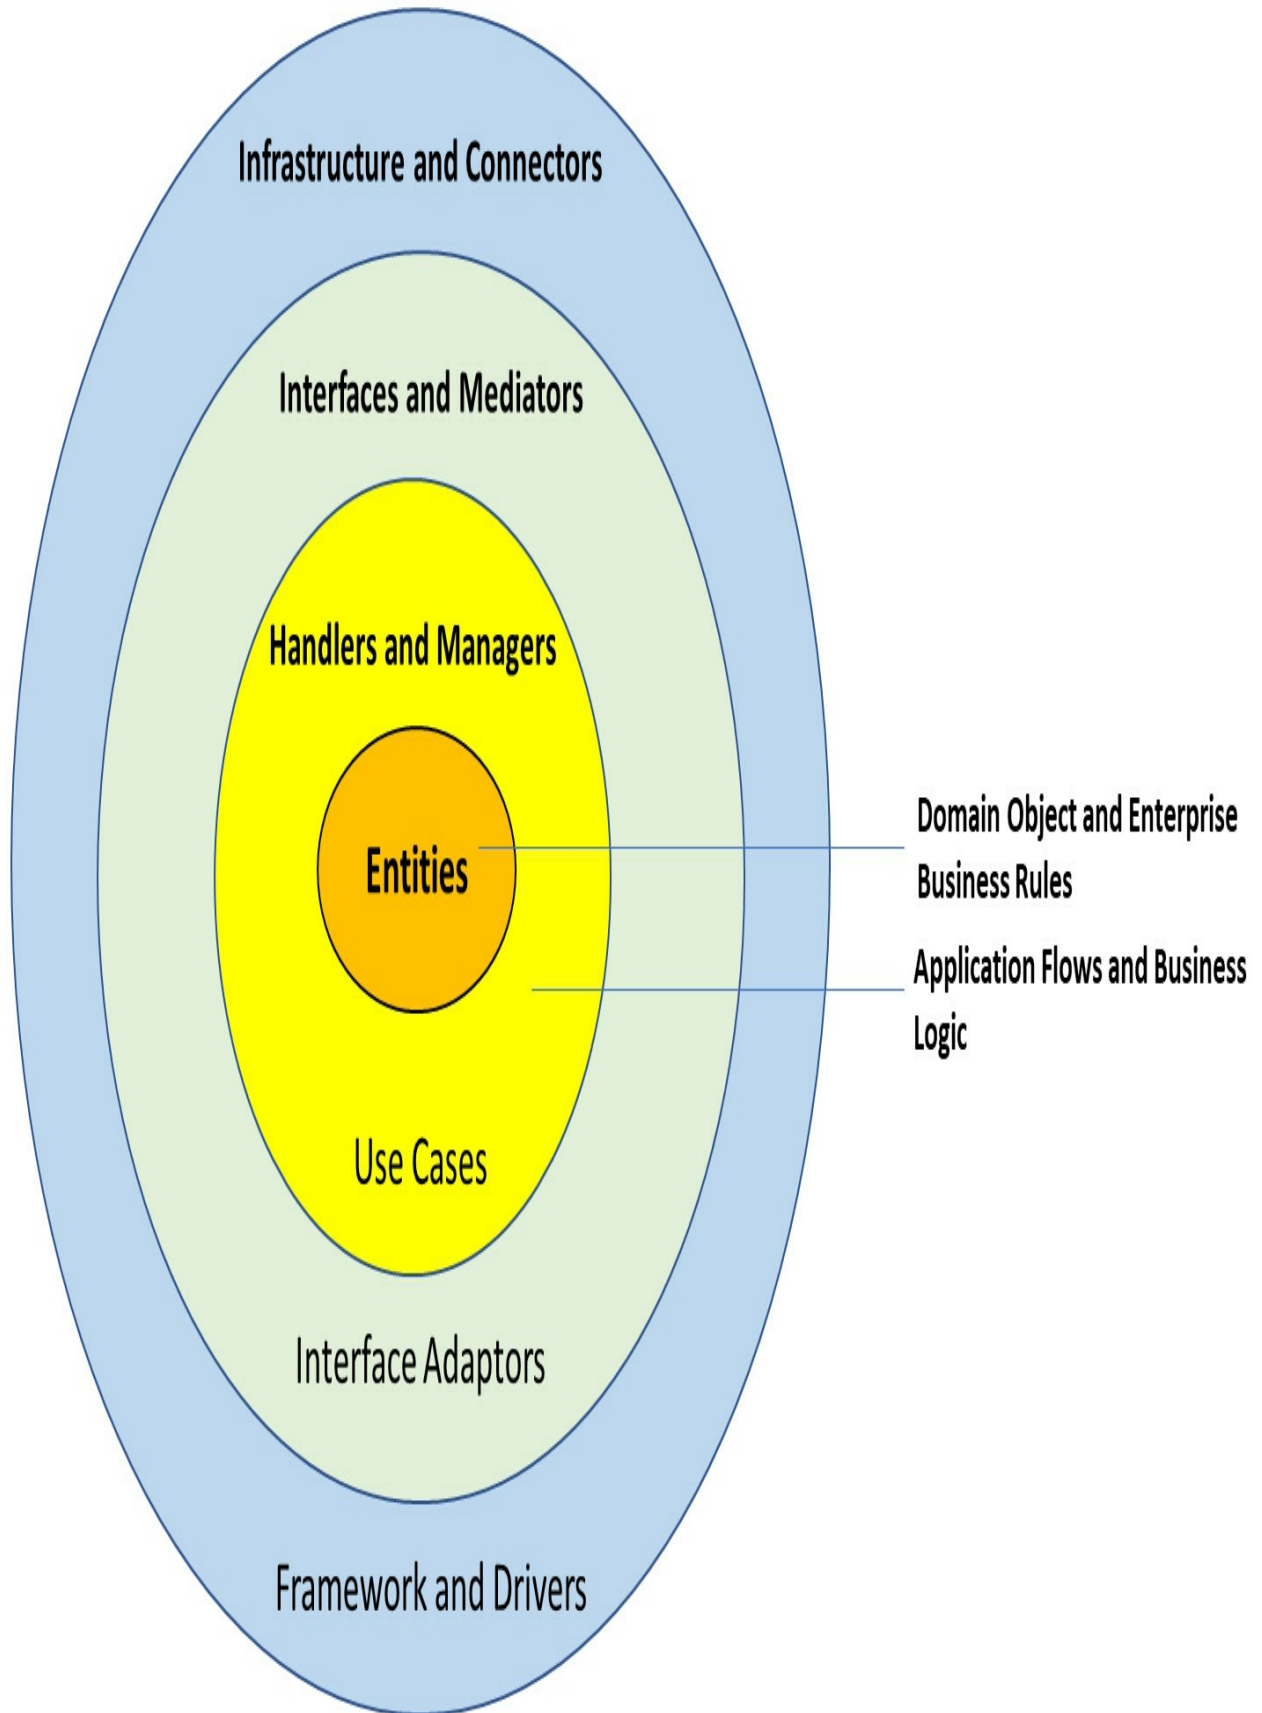 Infrastructure and Connectors
Interfaces and Mediators
Handlers and Managers
Entities
Domain Object and Enterprise
Business Rules
Application Flows and Business
Logic
Use Cases
Interface Adaptors
Framework and Drivers